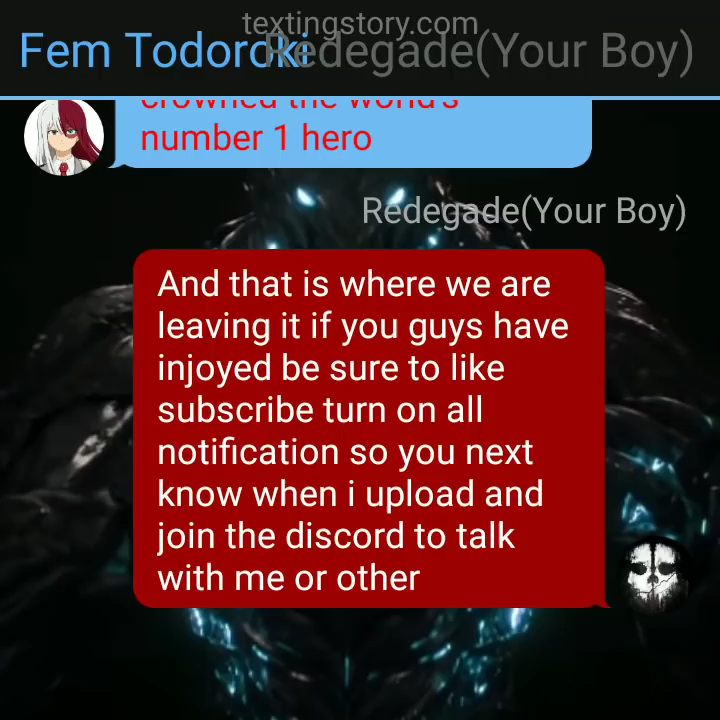 textingstory.com
Fem Todoroki Redegade(Your Boy)
crowned the world's
number 1 hero
Redegade(Your Boy)
And that is where we are
leaving it if you guys have
injoyed be sure to like
subscribe turn on all
notification so you next
know when i upload and
join the discord to talk
with me or other